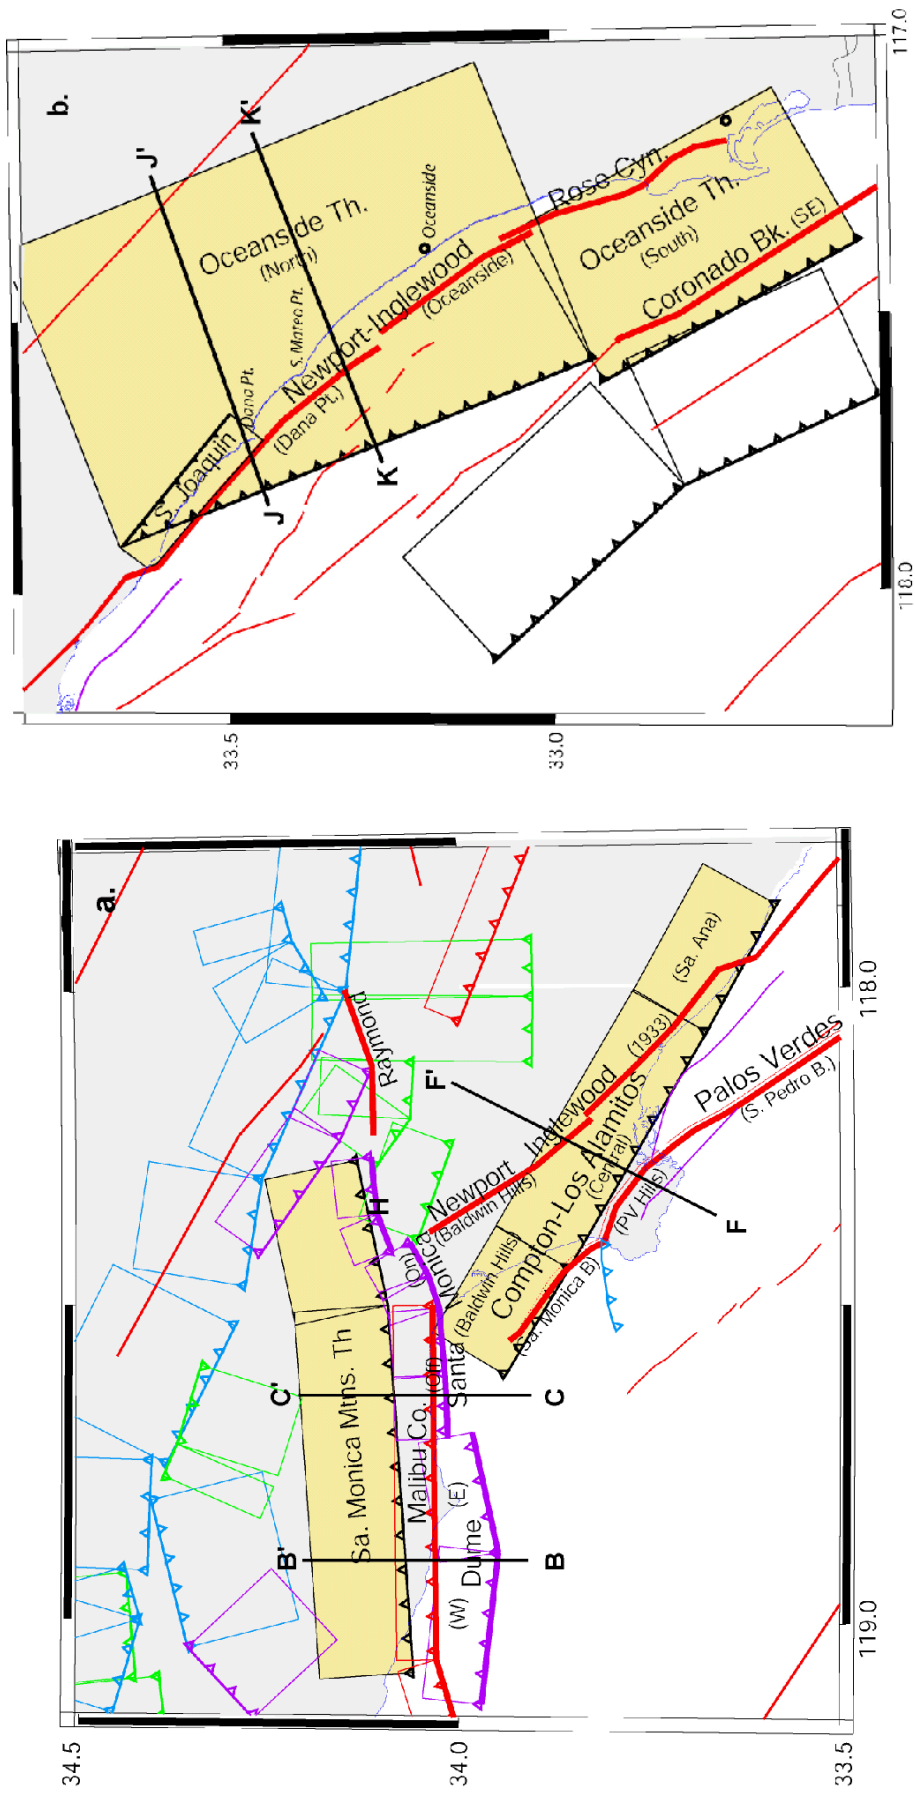 a.
34.5
34.0
33.5
119.0
118.0
B'
B
C'
C
H
F'
F
Sa. Monica Mtns. Th
Malibu Co.
(Off)
Santa
Monica
(On)
(W)
Dume
(E)
Raymond
Newport
Inglewood
(Baldwin Hills)
(1933)
(Sa. Ana)
Compton-Los Alamitos
(Baldwin Hills)
(Central)
(Sa. Monica B)
(PV Hills)
Palos Verdes
(S. Pedro B.)
b.
33.5
33.0
118.0
117.0
J'
J
K'
K
Oceanside Th.
(North)
Oceanside
S. Joaquin
Dana Pt.
S. Mateo Pt.
Newport-Inglewood
(Dana Pt.)
(Oceanside)
Rose Cyn.
Oceanside Th.
(South)
Coronado Bk. (SE)